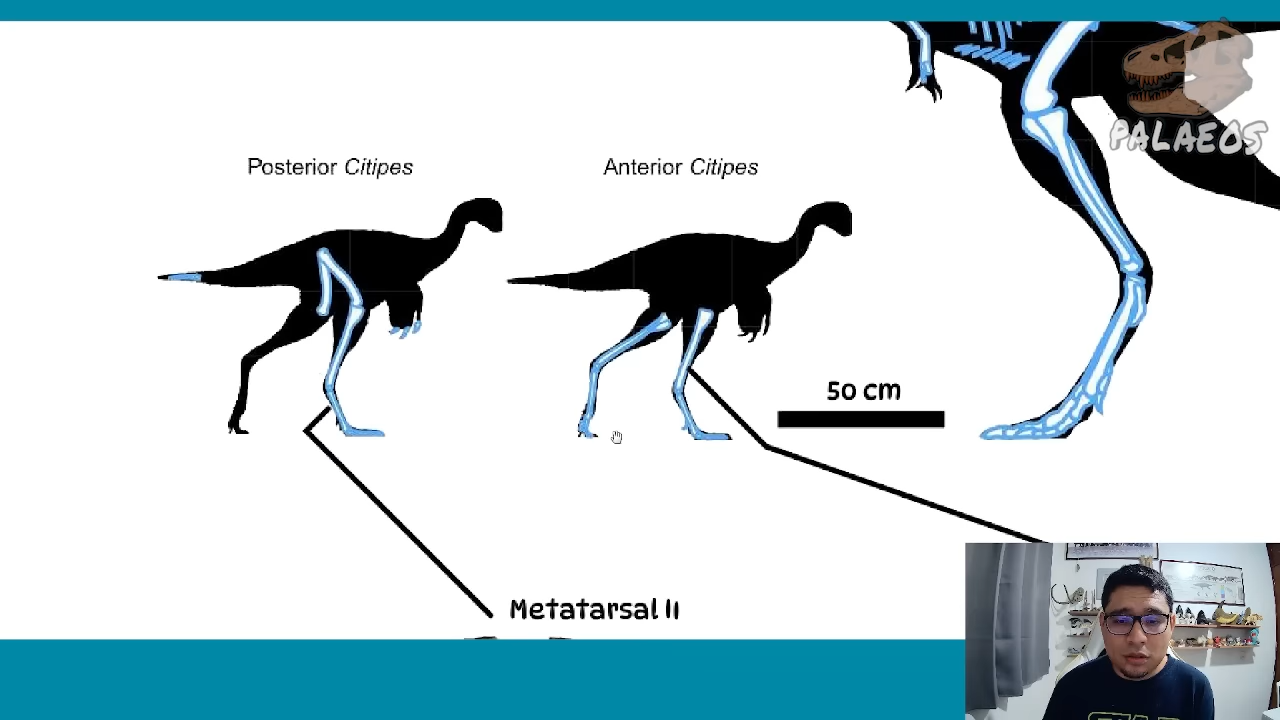 PALAEOS
Posterior Citipes
Anterior Citipes
50 cm
Metatarsal II